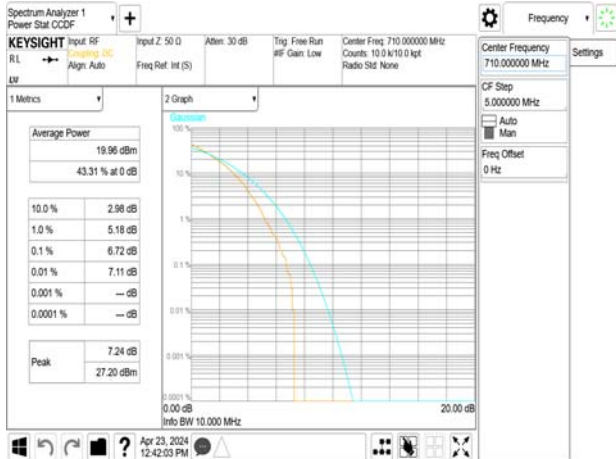 Spectrum Analyzer 1
Power Stat CCDF
+
Frequency
KEYSIGHT
RL
LXI
Input: RF
Coupling: DC
Align: Auto
Input Z: 50 Ω
Freq Ref: Int (S)
Atten: 30 dB
Trig: Free Run
#IF Gain: Low
Center Freq: 710.000000 MHz
Counts: 10.0 k/10.0 kpt
Radio Std: None
Center Frequency
710.000000 MHz
Settings
CF Step
5.000000 MHz
Auto
Man
Freq Offset
0 Hz
1 Metrics
Average Power
19.96 dBm
43.31 % at 0 dB
10.0 % 2.98 dB
1.0 % 5.18 dB
0.1 % 6.72 dB
0.01 % 7.11 dB
0.001 % --- dB
0.0001 % --- dB
Peak 7.24 dB
27.20 dBm
2 Graph
Gaussian
100 %
10 %
1 %
0.1 %
0.01 %
0.001 %
0.0001 %
0.00 dB 20.00 dB
Info BW 10.000 MHz
? Apr 23, 2024
12:42:03 PM